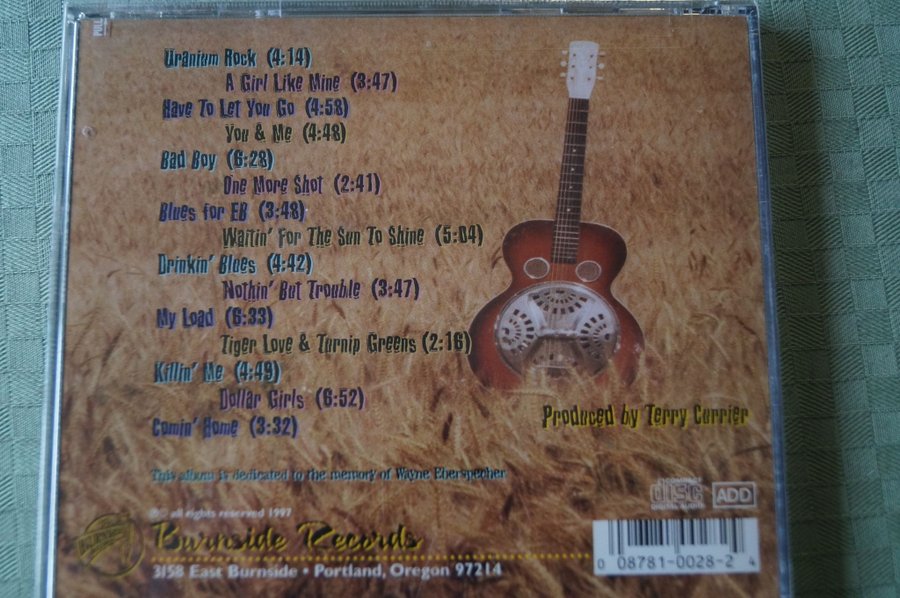 Uranium Rock (4:14)
A Girl Like Mine (3:47)
Have To Let You Go (4:58)
You & Me (4:48)
Bad Boy (6:28)
One More Shot (2:41)
Blues for EB (3:48)
Waitin' For The Sun To Shine (5:04)
Drinkin' Blues (4:42)
Nothin' But Trouble (3:47)
My Load (6:33)
Tiger Love & Turnip Greens (2:16)
Killin' Me (4:49)
Dollar Girls (6:52)
Comin' Home (3:32)
Produced by Terry Currier
This album is dedicated to the memory of Wayne Eberspecher
COMPACT
disc
DIGITAL AUDIO
ADD
℗© all rights reserved 1997
Burnside Records
3158 East Burnside • Portland, Oregon 97214
0 08781-0028-2 4